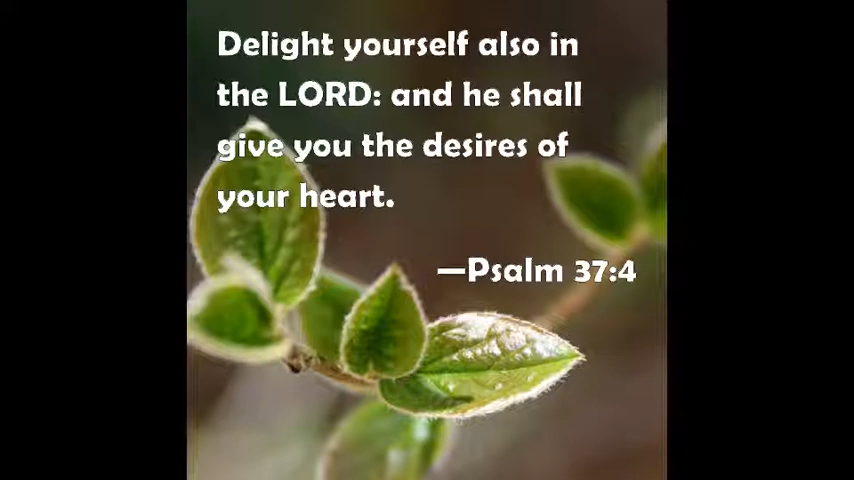 Delight yourself also in
the LORD: and he shall
give you the desires of
your heart.
—Psalm 37:4